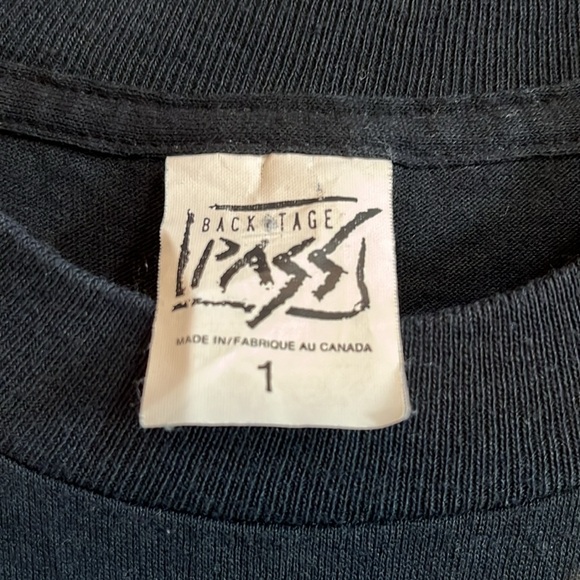 BACK TAGE
PASS
MADE IN/FABRIQUE AU CANADA
1